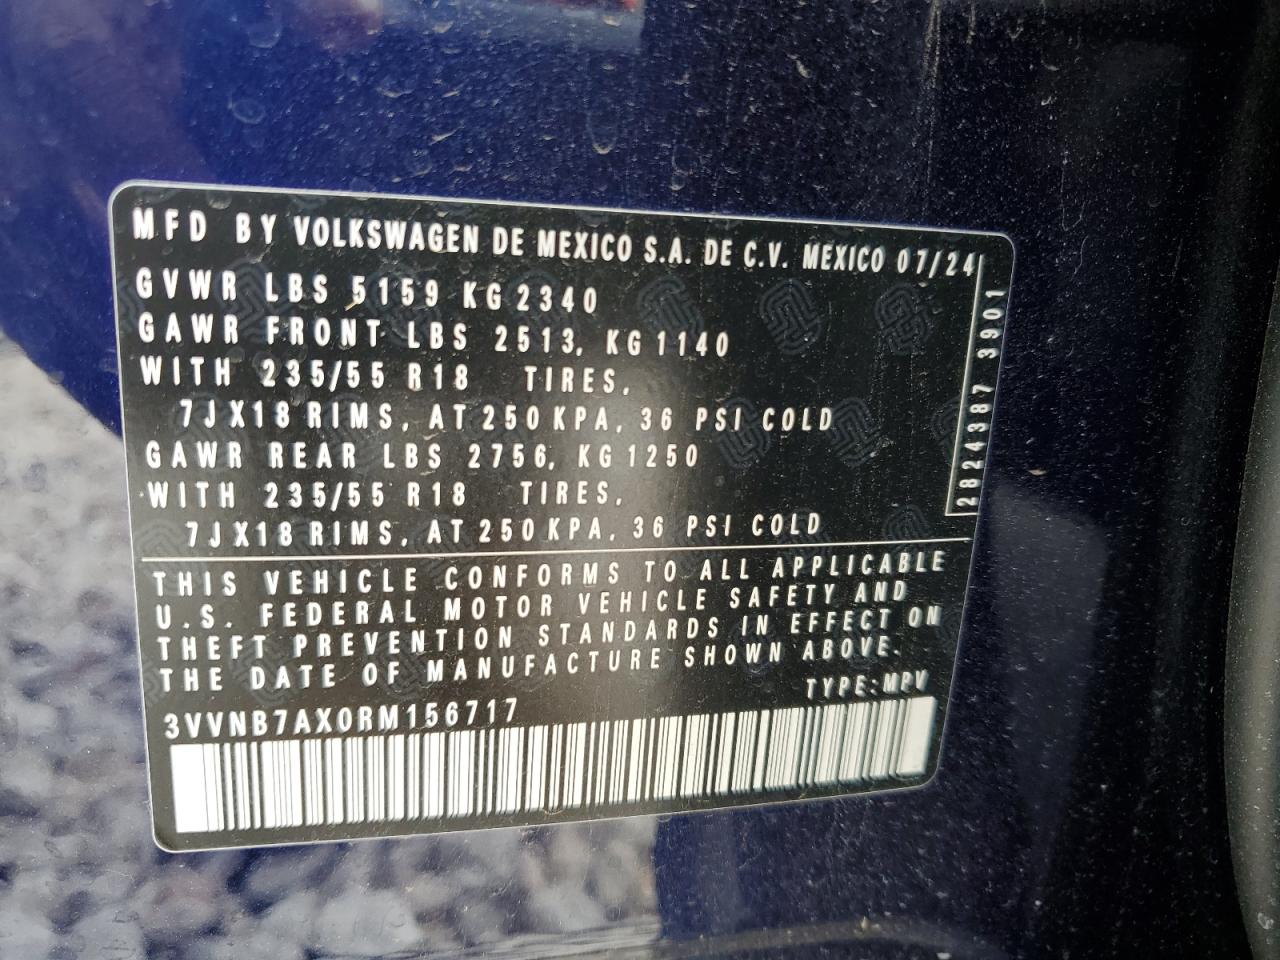 MFD BY VOLKSWAGEN DE MEXICO S.A. DE C.V. MEXICO 07/24
GVWR LBS 5159 KG 2340
GAWR FRONT LBS 2513, KG 1140
WITH 235/55 R18 TIRES,
7JX18 RIMS, AT 250 KPA, 36 PSI COLD
GAWR REAR LBS 2756, KG 1250
WITH 235/55 R18 TIRES,
7JX18 RIMS, AT 250 KPA, 36 PSI COLD
2824387 3901
THIS VEHICLE CONFORMS TO ALL APPLICABLE
U.S. FEDERAL MOTOR VEHICLE SAFETY AND
THEFT PREVENTION STANDARDS IN EFFECT ON
THE DATE OF MANUFACTURE SHOWN ABOVE.
TYPE:MPV
3VVNB7AX0RM156717